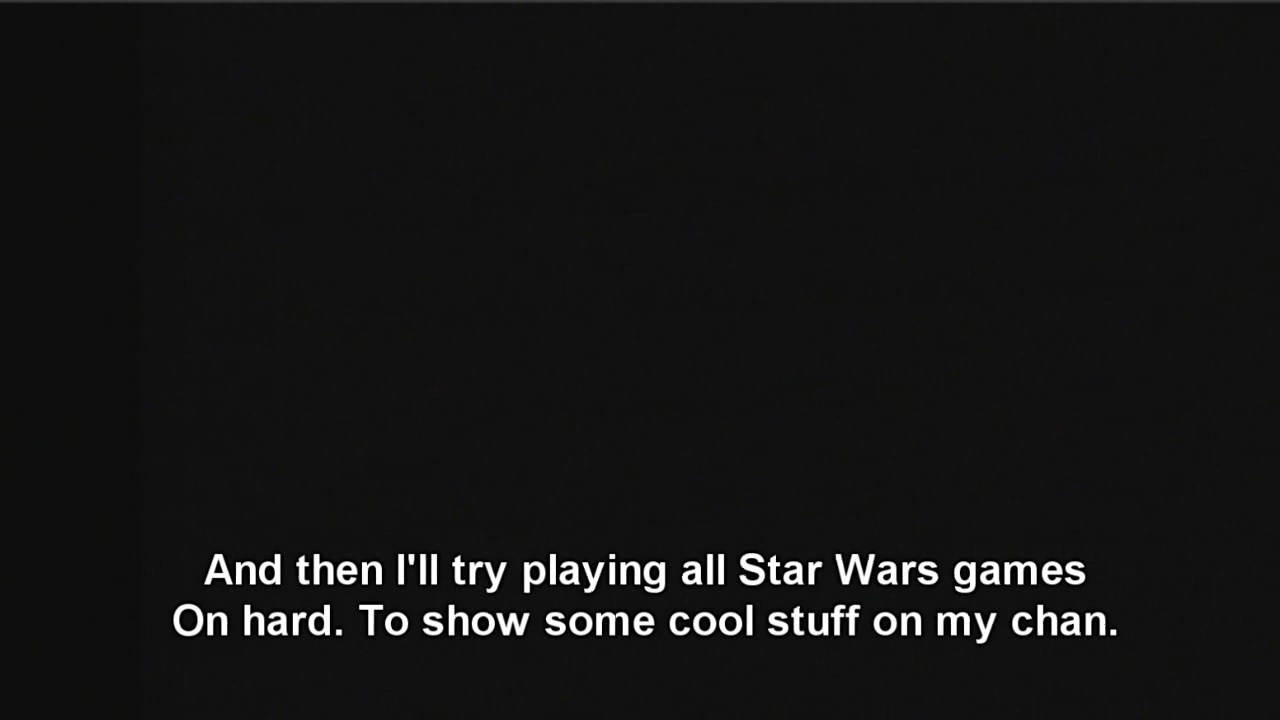 And then I'll try playing all Star Wars games
On hard. To show some cool stuff on my chan.